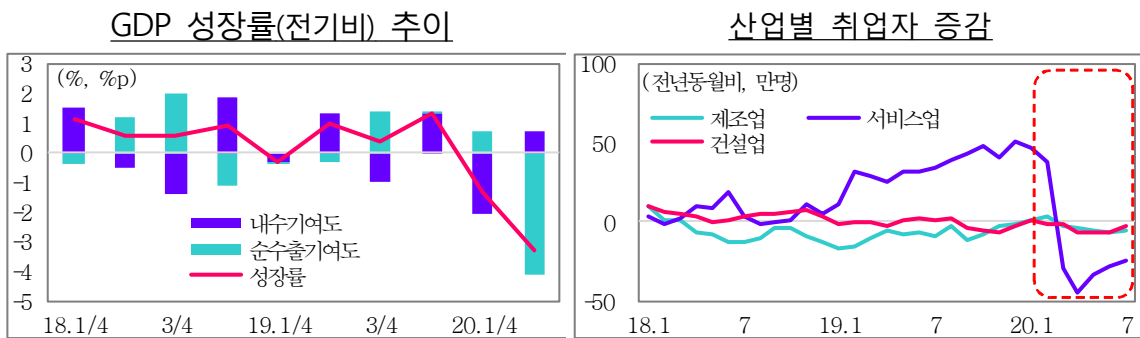 GDP 성장률(전기비) 추이
3
(%, %p)
2
1
0
-1
-2
내수기여도
-3
순수출기여도
-4
성장률
-5
18.1/4 3/4 19.1/4 3/4 20.1/4
산업별 취업자 증감
100
(전년동월비, 만명)
제조업 서비스업
건설업
50
0
-50
18.1 7 19.1 7 20.1 7